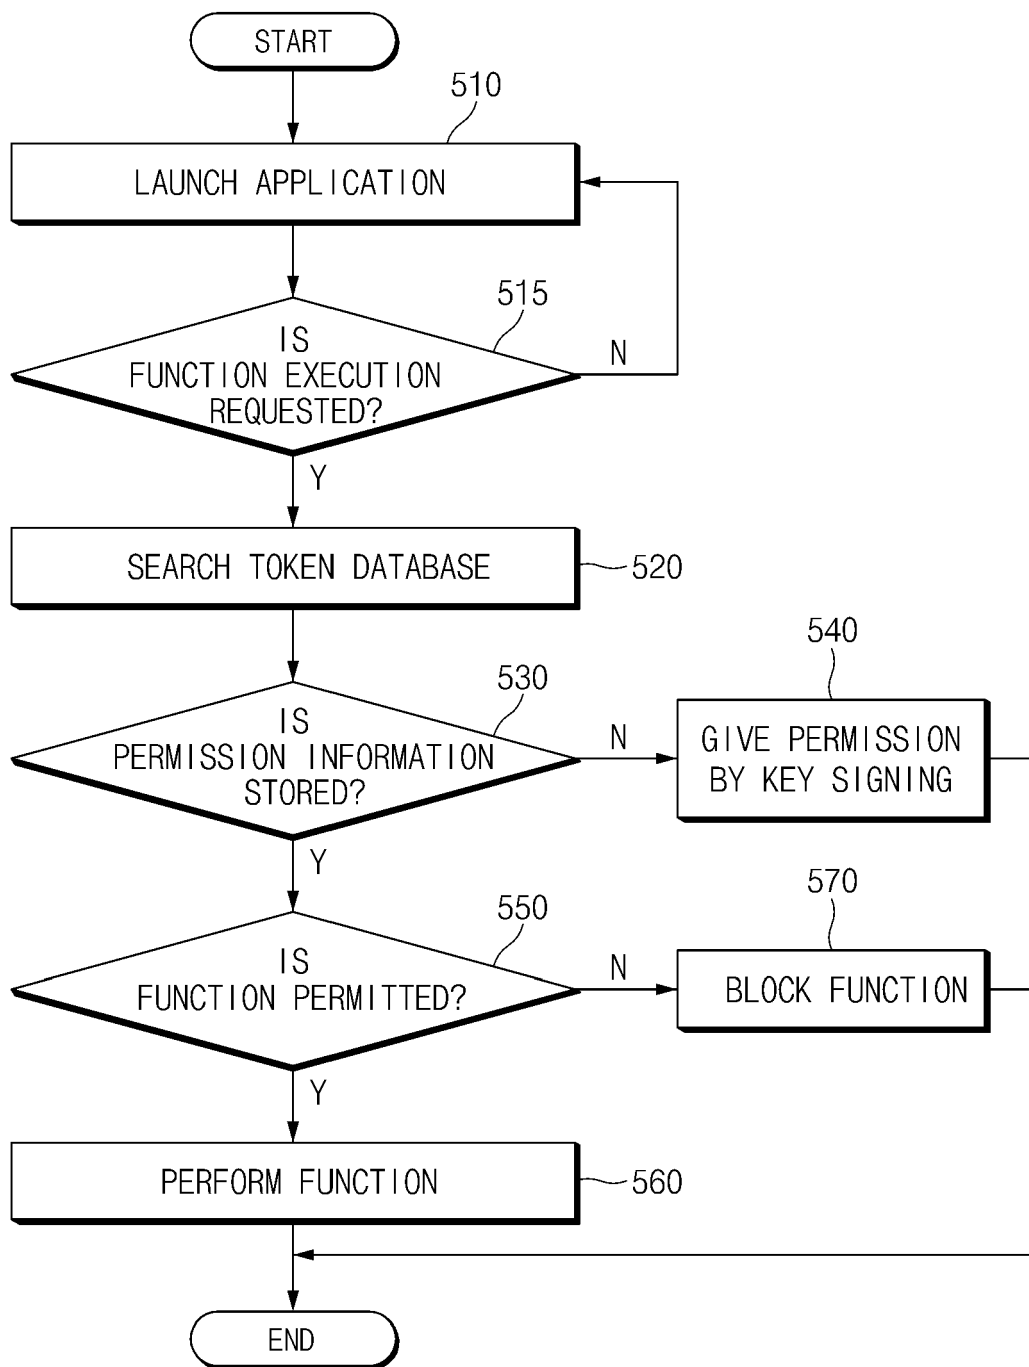 START
510
LAUNCH APPLICATION
515
IS
FUNCTION EXECUTION
REQUESTED?
N
Y
SEARCH TOKEN DATABASE
520
530
IS
PERMISSION INFORMATION
STORED?
N
540
GIVE PERMISSION
BY KEY SIGNING
Y
550
IS
FUNCTION PERMITTED?
N
570
BLOCK FUNCTION
Y
PERFORM FUNCTION
560
END